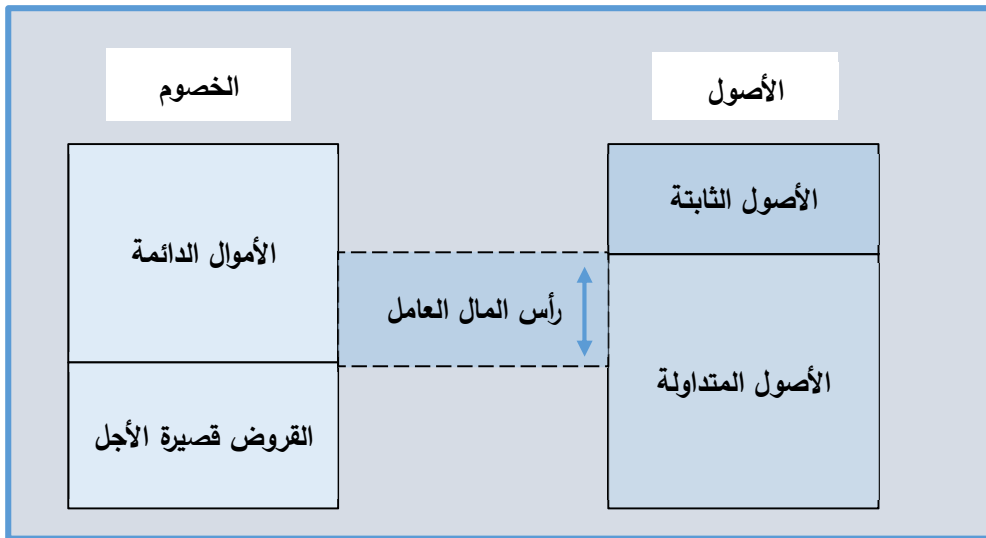 الأصول
الخصوم
الأصول الثابتة
الأموال الدائمة
رأس المال العامل
الأصول المتداولة
القروض قصيرة الأجل